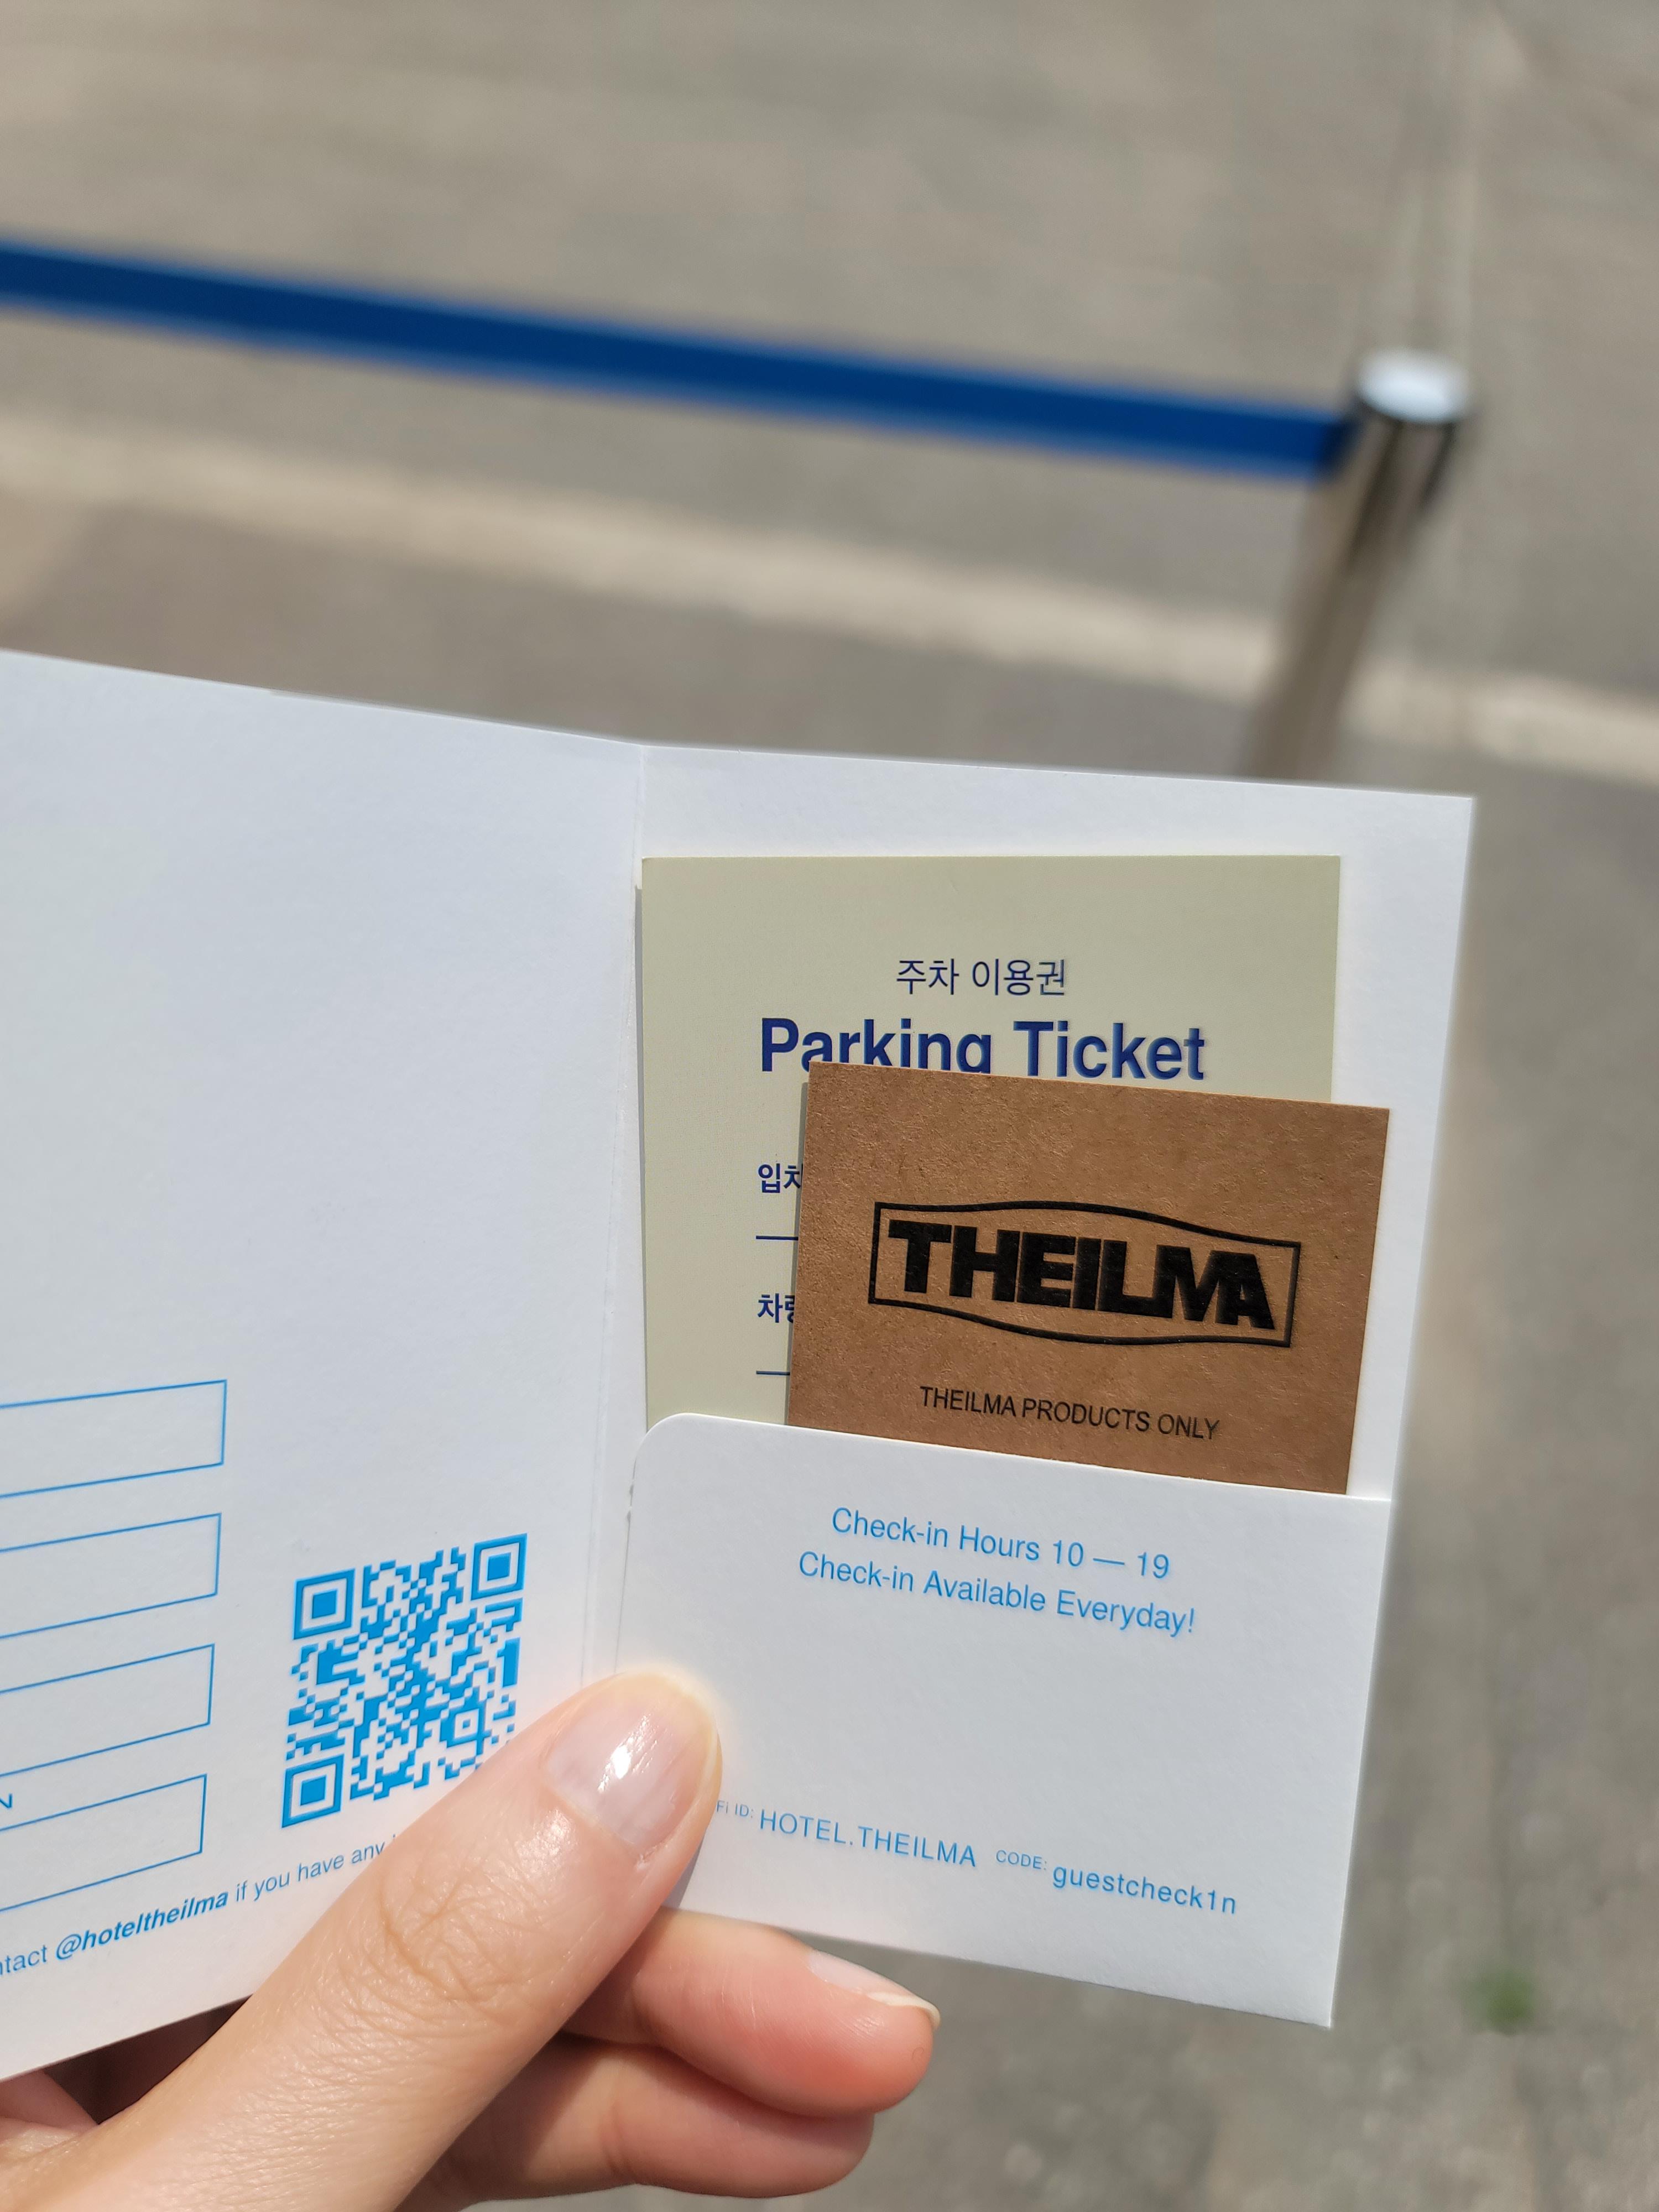 주차 이용권
Parking Ticket
THEILMA
THEILMA PRODUCTS ONLY
Check-in Hours 10 — 19
Check-in Available Everyday!
ID: HOTEL.THEILMA CODE: guestcheck1n
@hoteltheilma if you have any